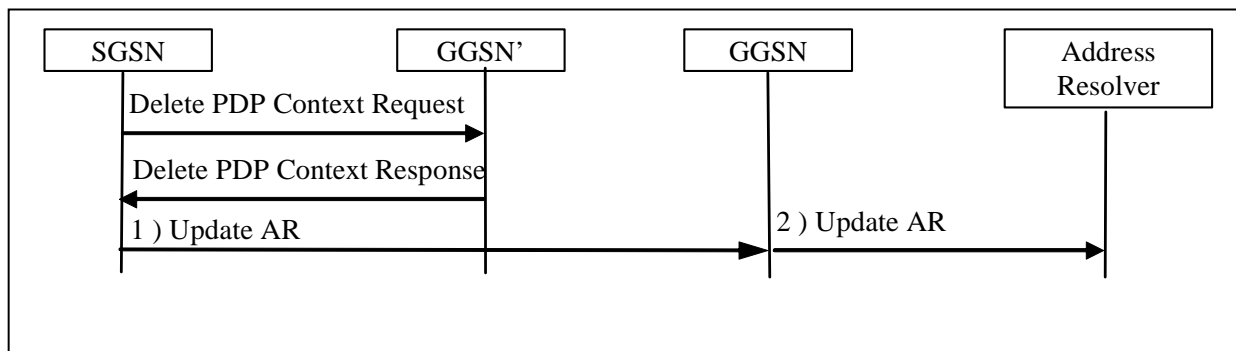 SGSN
GGSN’
GGSN
Address
Resolver
Delete PDP Context Request
Delete PDP Context Response
1 ) Update AR
2 ) Update AR